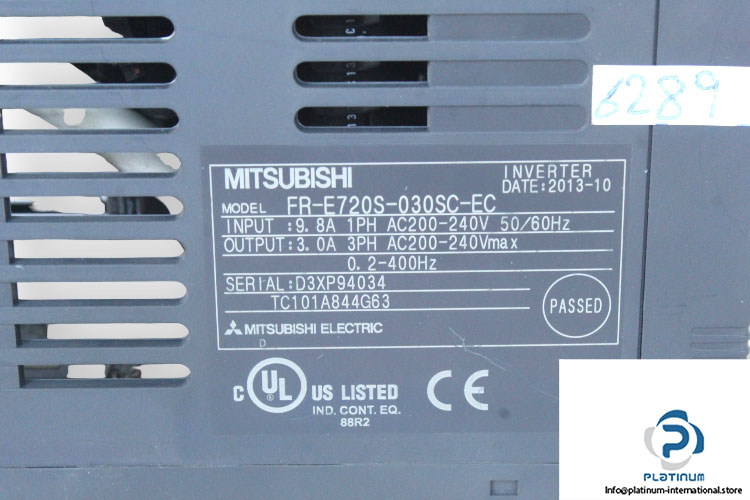 6289
MITSUBISHI
INVERTER
DATE:2013-10
MODEL FR-E720S-030SC-EC
INPUT :9.8A 1PH AC200-240V 50/60Hz
OUTPUT:3.0A 3PH AC200-240Vmax
0.2-400Hz
SERIAL:D3XP94034
TC101A844G63
PASSED
MITSUBISHI ELECTRIC
D
C UL US LISTED
IND. CONT. EQ.
88R2
CE
PLATINUM
Info@platinum-international.store